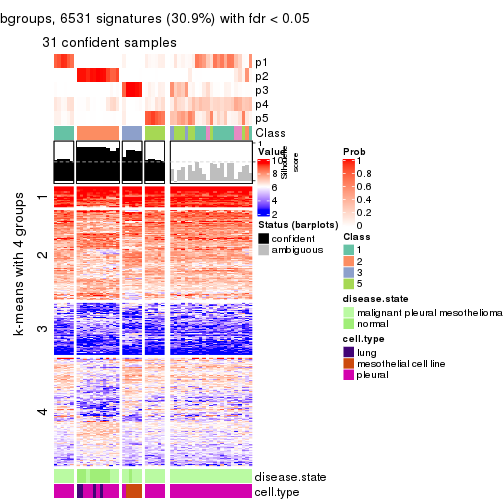 bgroups, 6531 signatures (30.9%) with fdr < 0.05
31 confident samples
p1
p2
p3
p4
p5
Class
1
Silhouette
score
k-means with 4 groups
1
2
3
4
disease.state
cell.type
Value
10
8
6
4
2
Status (barplots)
confident
ambiguous
Prob
1
0.8
0.6
0.4
0.2
0
Class
1
2
3
5
disease.state
malignant pleural mesothelioma
normal
cell.type
lung
mesothelial cell line
pleural